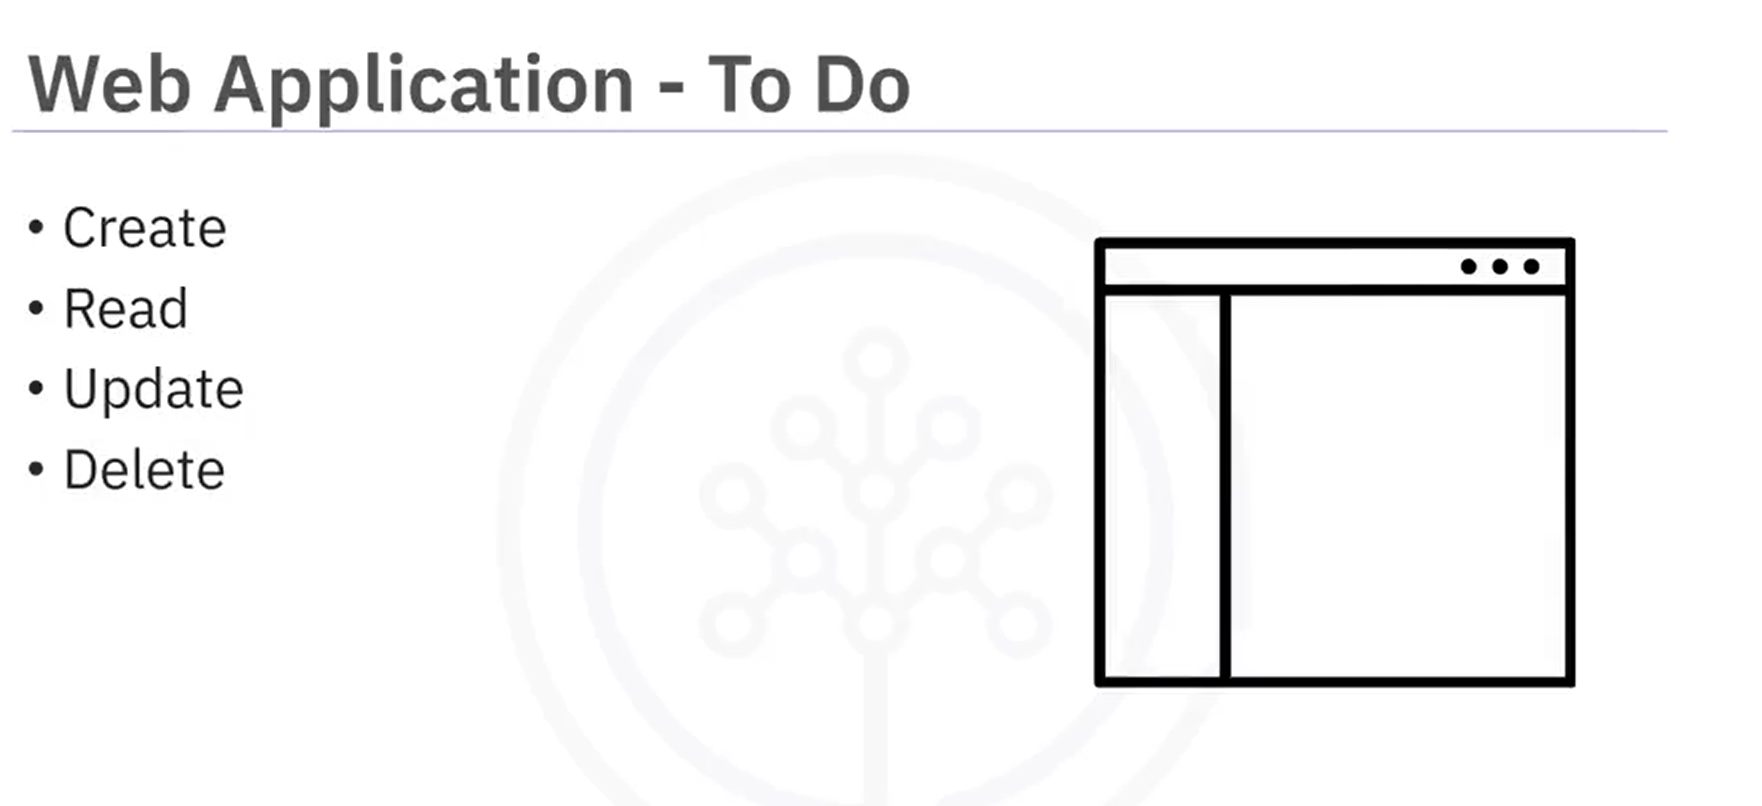 Web Application - To Do
• Create
• Read
• Update
• Delete